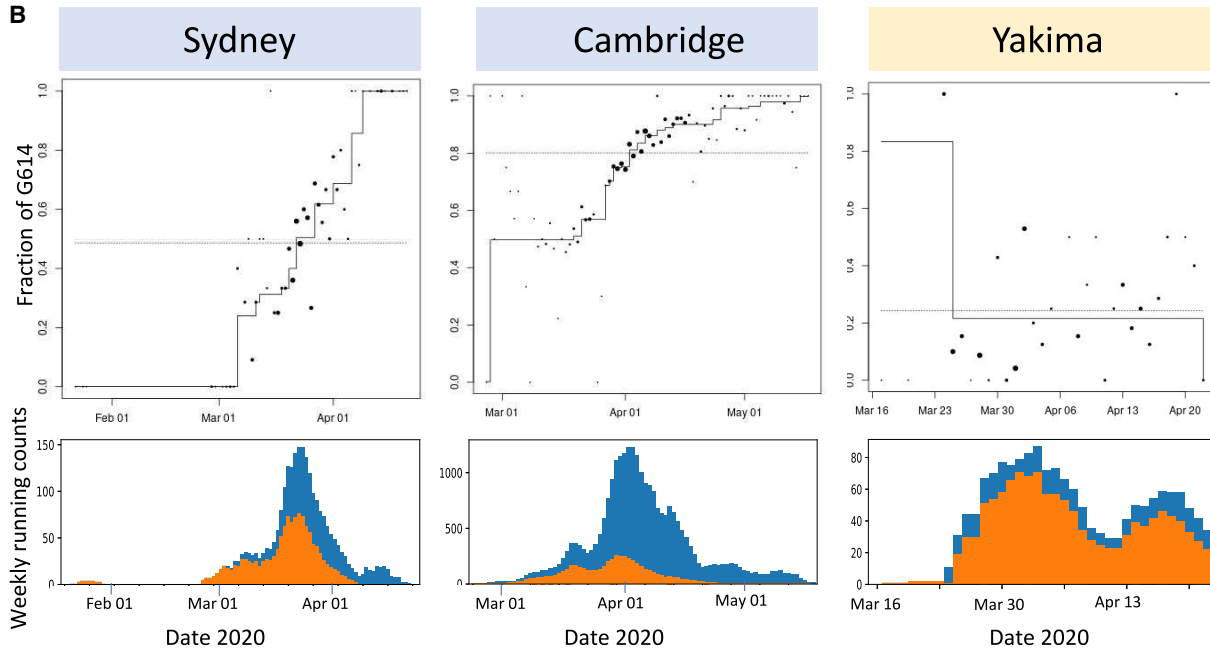 B
Sydney
Cambridge
Yakima
Fraction of G614
1.0
0.8
0.6
0.4
0.2
0.0
Feb 01
Mar 01
Apr 01
1.0
0.8
0.6
0.4
0.2
0.0
Mar 01
Apr 01
May 01
1.0
0.8
0.6
0.4
0.2
0.0
Mar 16
Mar 23
Mar 30
Apr 06
Apr 13
Apr 20
Weekly running counts
150
100
50
0
Feb 01
Mar 01
Apr 01
1000
500
0
Mar 01
Apr 01
May 01
80
60
40
20
0
Mar 16
Mar 30
Apr 13
Date 2020
Date 2020
Date 2020